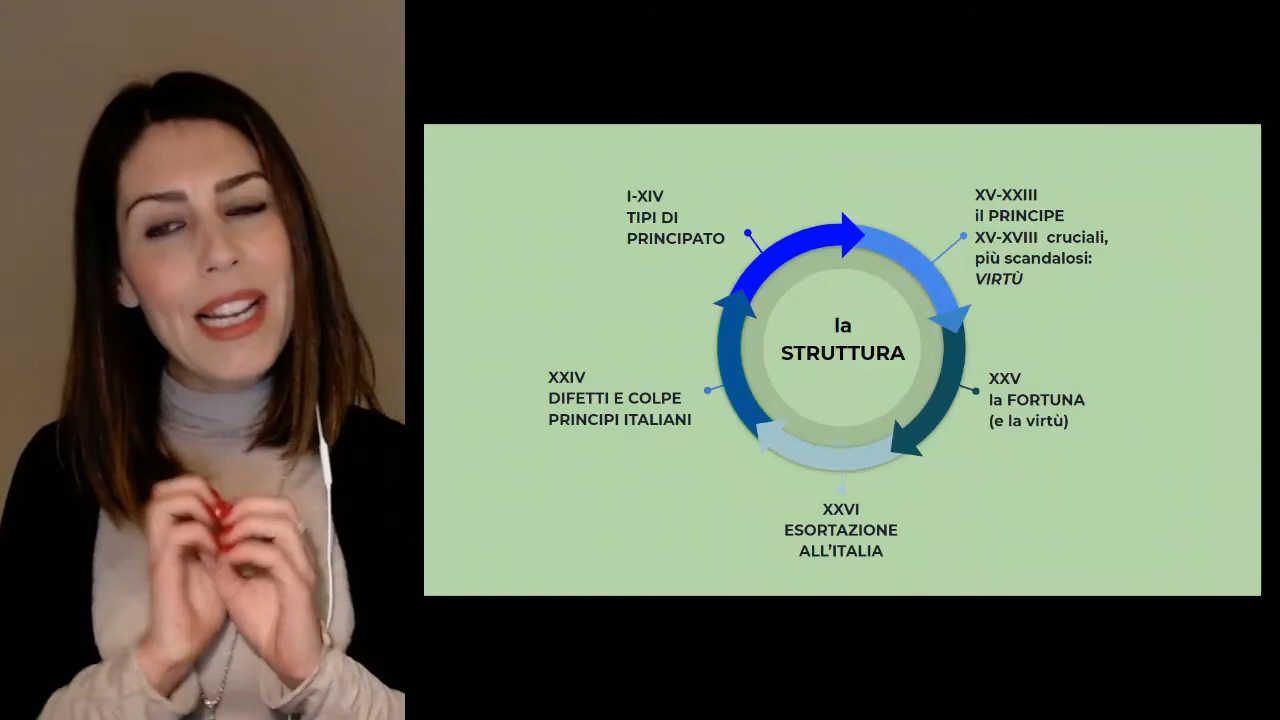 I-XIV
TIPI DI
PRINCIPATO
XV-XXIII
il PRINCIPE
XV-XVIII cruciali,
più scandalosi:
VIRTÙ
la
STRUTTURA
XXIV
DIFETTI E COLPE
PRINCIPI ITALIANI
XXV
la FORTUNA
(e la virtù)
XXVI
ESORTAZIONE
ALL'ITALIA